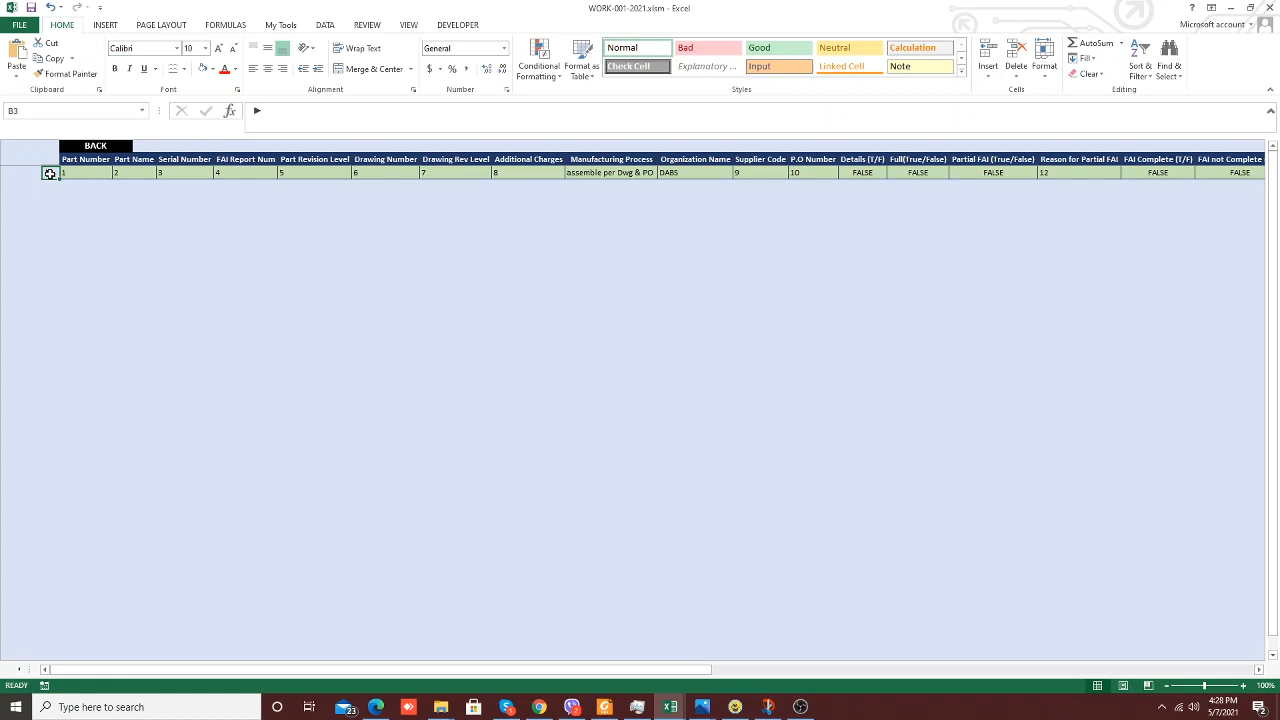 WORK-001-2021.xlsm - Excel
FILE HOME INSERT PAGE LAYOUT FORMULAS My Tools DATA REVIEW VIEW DEVELOPER Microsoft account
Paste Cut Copy Format Painter Clipboard
Calibri 10 B I U A Font
Wrap Text Merge & Center Alignment
General $ % , Number
Conditional Formatting Format as Table
Normal Bad Good Neutral Calculation
Check Cell Explanatory ... Input Linked Cell Note
Styles
Insert Delete Format Cells
AutoSum Fill Clear Sort & Filter Find & Select Editing
B3 fx ►
BACK
Part Number Part Name Serial Number FAI Report Num Part Revision Level Drawing Number Drawing Rev Level Additional Charges Manufacturing Process Organization Name Supplier Code P.O Number Details (T/F) Full(True/False) Partial FAI (True/False) Reason for Partial FAI FAI Complete (T/F) FAI not Complete
1 2 3 4 5 6 7 8 assemble per Dwg & PO DABS 9 10 FALSE FALSE FALSE 12 FALSE FALSE
READY 100%
Type here to search 23 1 2 4:28 PM
5/7/2021 2